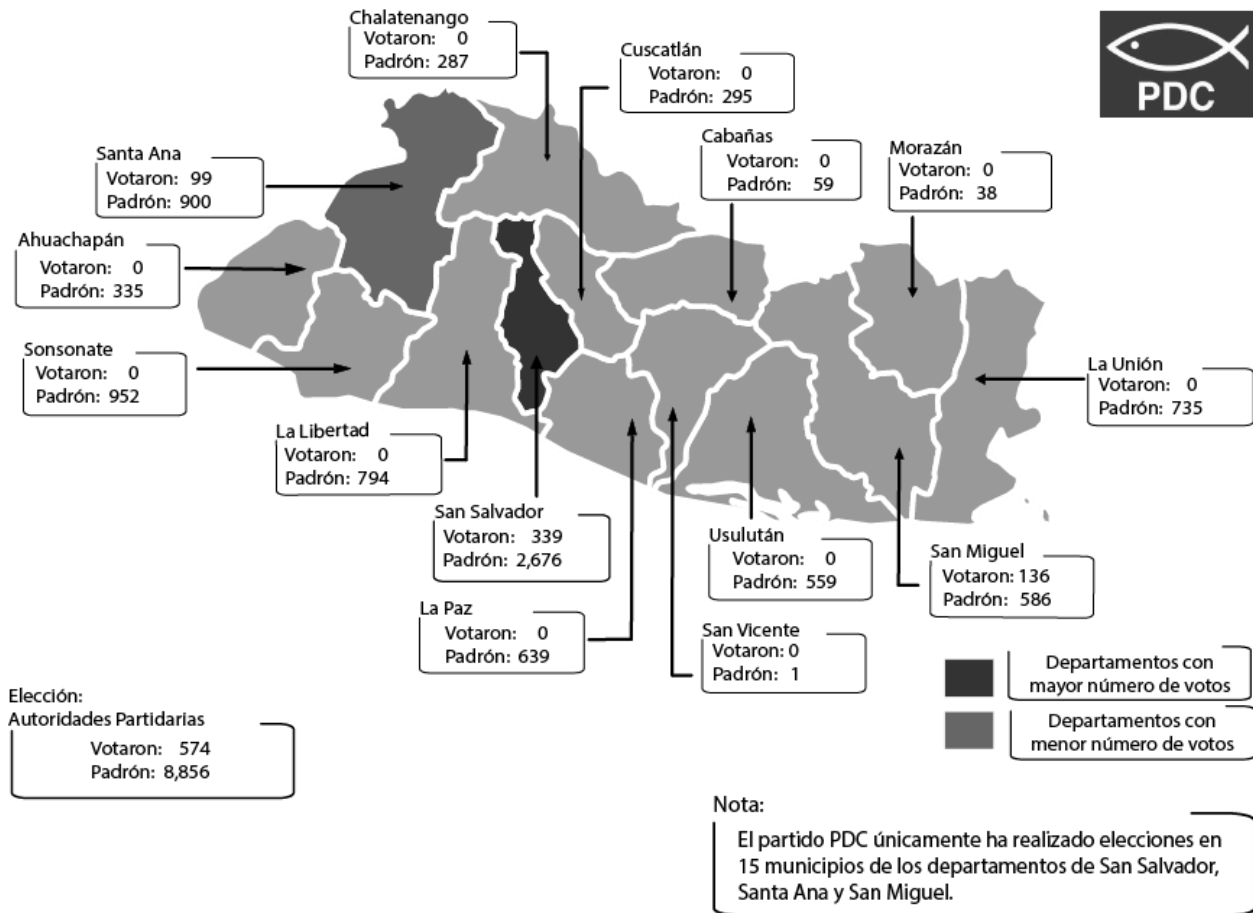 Chalatenango
Votaron: 0
Padrón: 287
Cuscatlán
Votaron: 0
Padrón: 295
PDC
Santa Ana
Votaron: 99
Padrón: 900
Cabañas
Votaron: 0
Padrón: 59
Morazán
Votaron: 0
Padrón: 38
Ahuachapán
Votaron: 0
Padrón: 335
Sonsonate
Votaron: 0
Padrón: 952
La Unión
Votaron: 0
Padrón: 735
La Libertad
Votaron: 0
Padrón: 794
San Salvador
Votaron: 339
Padrón: 2,676
Usulután
Votaron: 0
Padrón: 559
San Miguel
Votaron: 136
Padrón: 586
La Paz
Votaron: 0
Padrón: 639
San Vicente
Votaron: 0
Padrón: 1
Departamentos con
mayor número de votos
Departamentos con
menor número de votos
Elección:
Autoridades Partidarias
Votaron: 574
Padrón: 8,856
Nota:
El partido PDC únicamente ha realizado elecciones en
15 municipios de los departamentos de San Salvador,
Santa Ana y San Miguel.